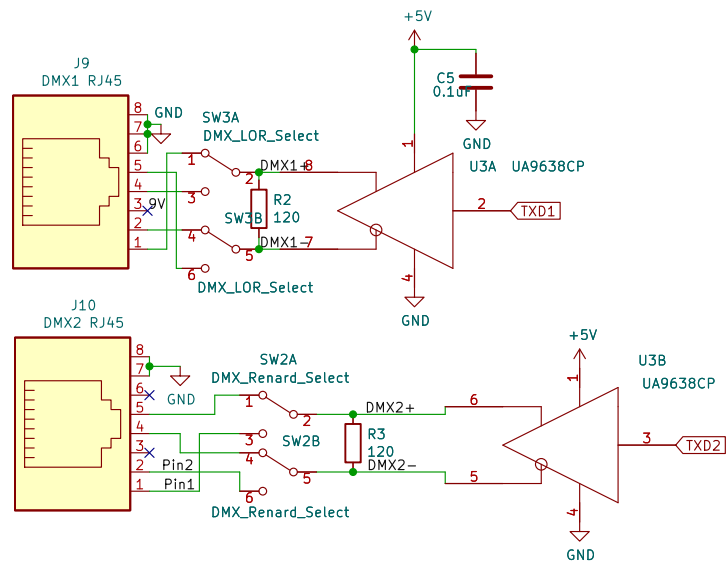 +5V
J9
DMX1 RJ45
C5
0.1uF
GND
8
7
6
5
4
3
2
1
GND
9V
SW3A
DMX_LOR_Select
1
2
3
DMX1+
8
R2
120
SW3B
4
5
6
DMX1-
7
DMX_LOR_Select
1
U3A
UA9638CP
2
TXD1
4
GND
J10
DMX2 RJ45
8
7
6
5
4
3
2
1
GND
Pin2
Pin1
SW2A
DMX_Renard_Select
1
2
3
SW2B
4
5
6
DMX_Renard_Select
DMX2+
6
R3
120
DMX2-
5
+5V
1
U3B
UA9638CP
3
TXD2
4
GND